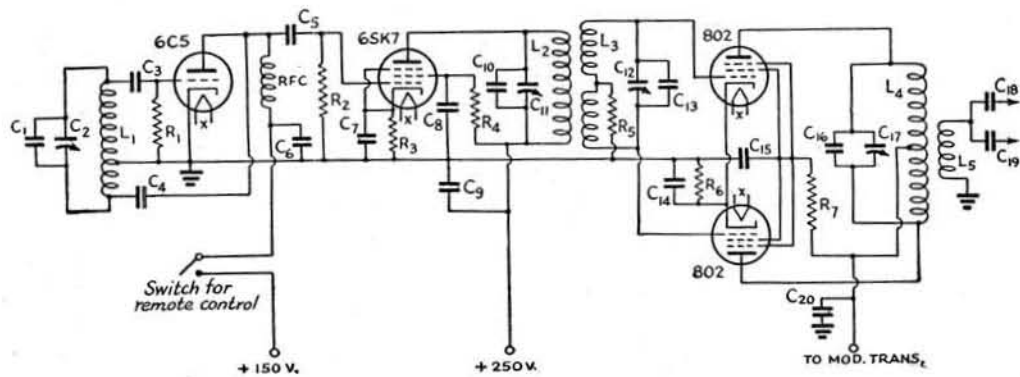 6C5
C5
6SK7
802
C3
RFC
C10
L2
L3
C12
C13
L4
C18
C1
C2
L1
R1
R2
C7
R3
C8
R4
C11
R5
C16
C17
L5
C19
C4
C6
C9
C14
R6
C15
R7
X
X
X
X
802
Switch for
remote control
C20
+150 V.
+250 V.
TO MOD. TRANS.